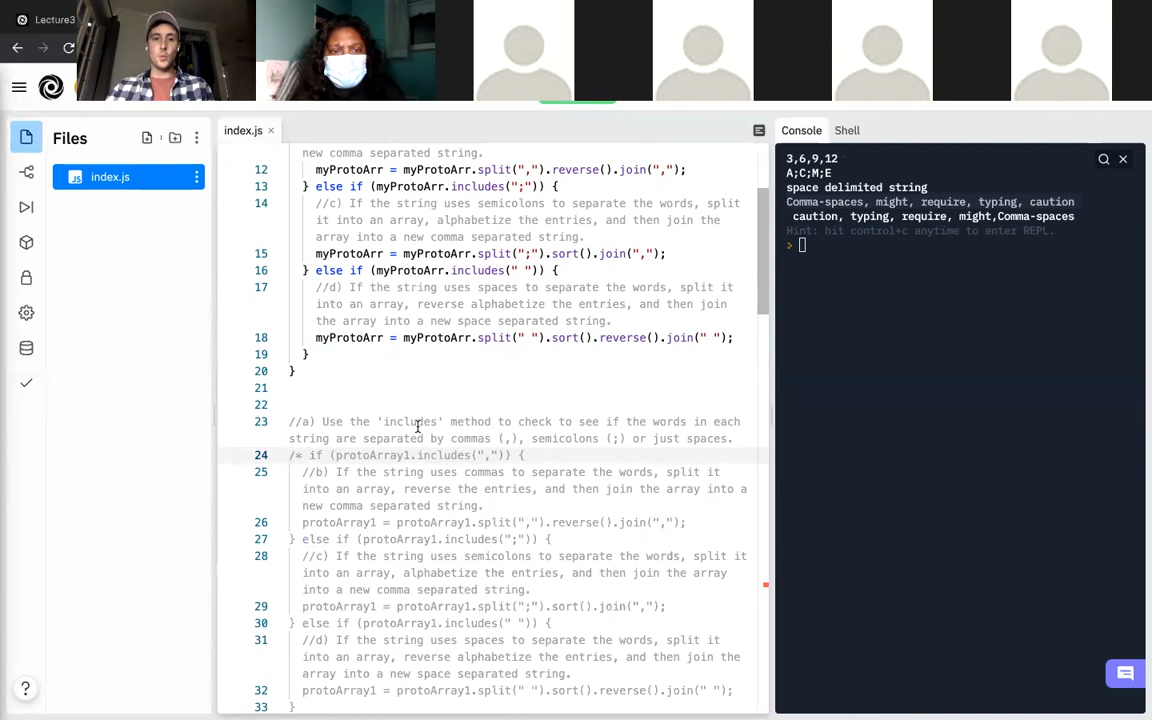 Lecture3
Files
index.js
index.js ×
Console
Shell
new comma separated string.
12 myProtoArr = myProtoArr.split(",").reverse().join(",");
13 } else if (myProtoArr.includes(";")) {
14 //c) If the string uses semicolons to separate the words, split
it into an array, alphabetize the entries, and then join the
array into a new comma separated string.
15 myProtoArr = myProtoArr.split(";").sort().join(",");
16 } else if (myProtoArr.includes(" ")) {
17 //d) If the string uses spaces to separate the words, split it
into an array, reverse alphabetize the entries, and then join
the array into a new space separated string.
18 myProtoArr = myProtoArr.split(" ").sort().reverse().join(" ");
19 }
20 }
21
22
23 //a) Use the 'includes' method to check to see if the words in each
string are separated by commas (,), semicolons (;) or just spaces.
24 /* if (protoArray1.includes(",")) {
25 //b) If the string uses commas to separate the words, split it
into an array, reverse the entries, and then join the array into a
new comma separated string.
26 protoArray1 = protoArray1.split(",").reverse().join(",");
27 } else if (protoArray1.includes(";")) {
28 //c) If the string uses semicolons to separate the words, split it
into an array, alphabetize the entries, and then join the array
into a new comma separated string.
29 protoArray1 = protoArray1.split(";").sort().join(",");
30 } else if (protoArray1.includes(" ")) {
31 //d) If the string uses spaces to separate the words, split it
into an array, reverse alphabetize the entries, and then join the
array into a new space separated string.
32 protoArray1 = protoArray1.split(" ").sort().reverse().join(" ");
33 }
3,6,9,12
A;C;M;E
space delimited string
Comma-spaces, might, require, typing, caution
caution, typing, require, might,Comma-spaces
Hint: hit control+c anytime to enter REPL.
>